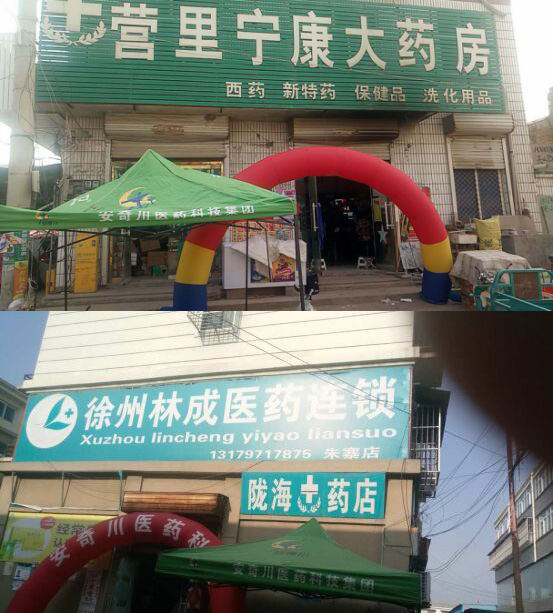 营里宁康大药房
西药 新特药 保健品 洗化用品
安奇川医药科技集团
徐州林成医药连锁
Xuzhou lincheng yiyao liansuo
13179717875 朱寨店
陇海 药店
安奇川医药科
安奇川医药科技集团